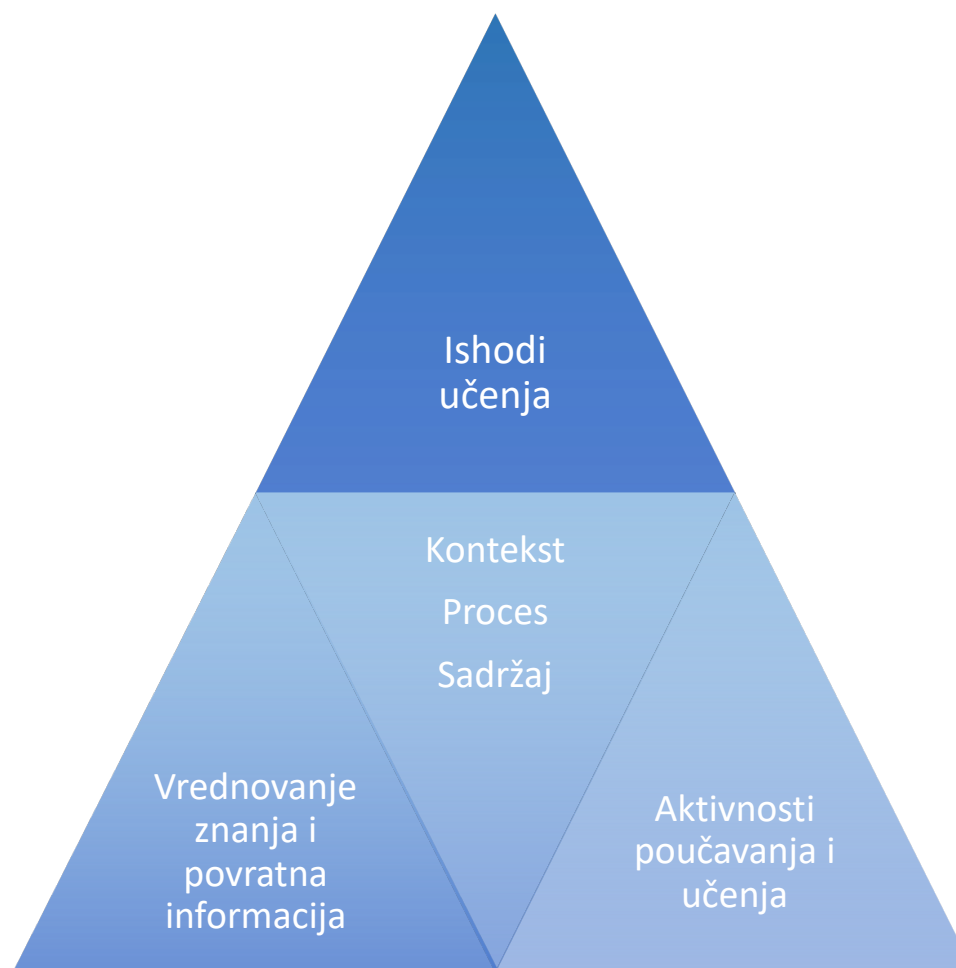 Ishodi
učenja
Kontekst
Proces
Sadržaj
Vrednovanje
znanja i
povratna
informacija
Aktivnosti
poučavanja i
učenja